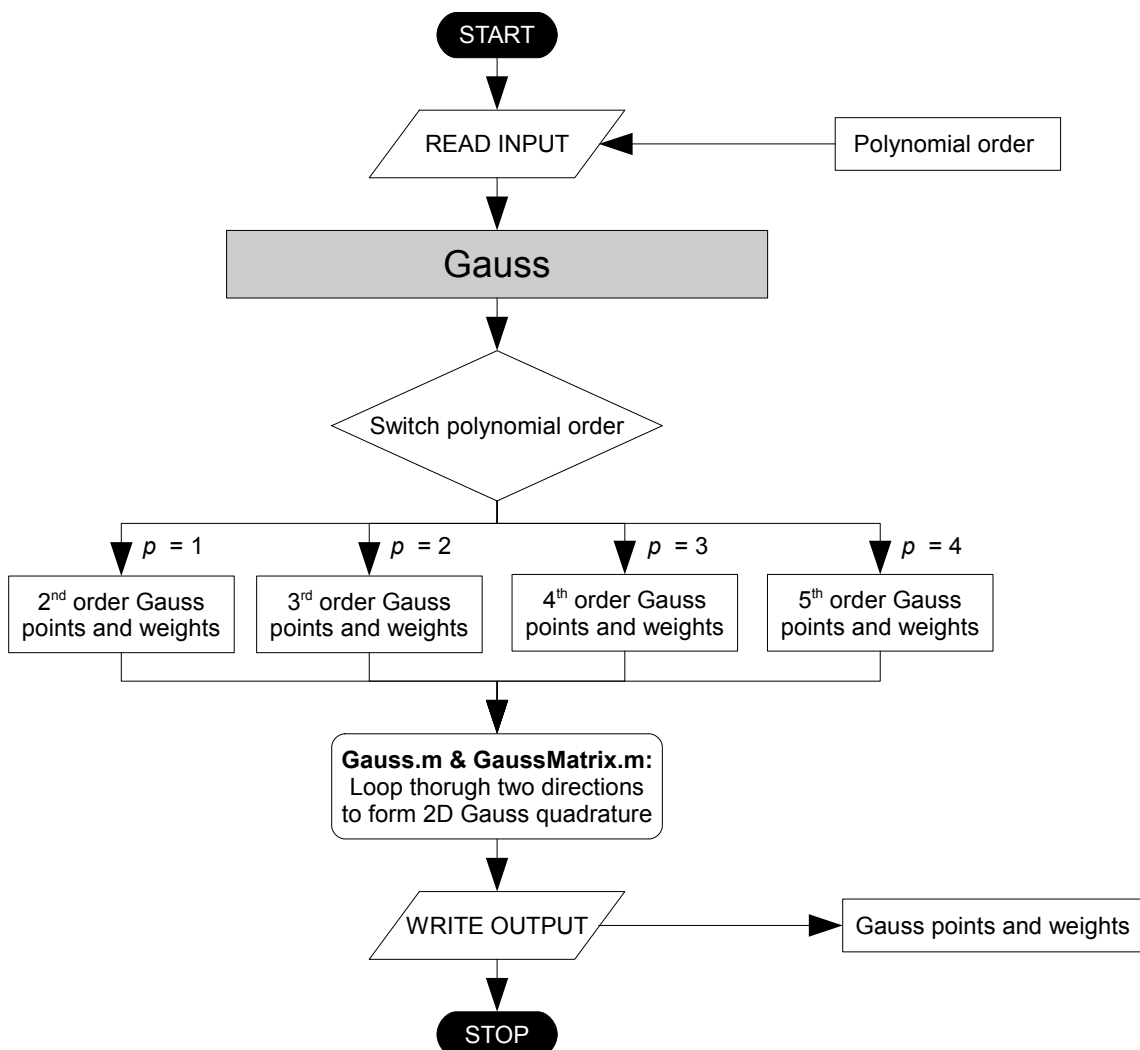 START
READ INPUT
Polynomial order
Gauss
Switch polynomial order
p = 1
p = 2
p = 3
p = 4
2nd order Gauss
points and weights
3rd order Gauss
points and weights
4th order Gauss
points and weights
5th order Gauss
points and weights
Gauss.m & GaussMatrix.m:
Loop thorugh two directions
to form 2D Gauss quadrature
WRITE OUTPUT
Gauss points and weights
STOP